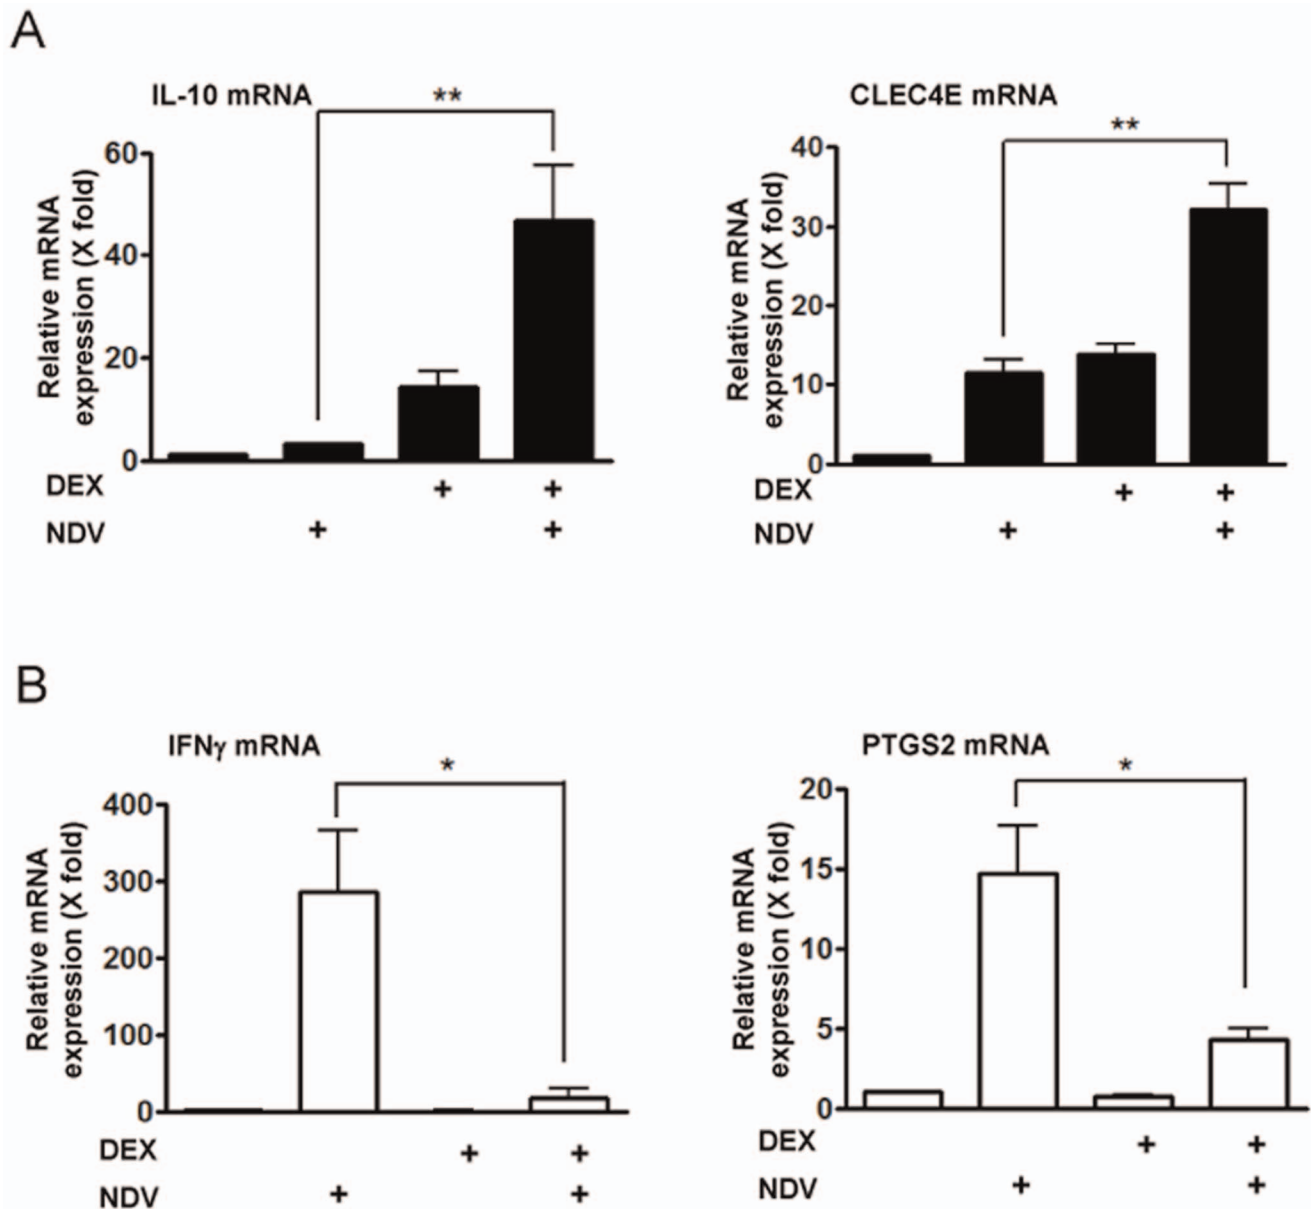 A
IL-10 mRNA
**
Relative mRNA
expression (X fold)
60
40
20
0
DEX + +
NDV + +
CLEC4E mRNA
**
Relative mRNA
expression (X fold)
40
30
20
10
0
DEX + +
NDV + +
B
IFNγ mRNA
*
Relative mRNA
expression (X fold)
400
300
200
100
0
DEX + +
NDV + +
PTGS2 mRNA
*
Relative mRNA
expression (X fold)
20
15
10
5
0
DEX + +
NDV + +